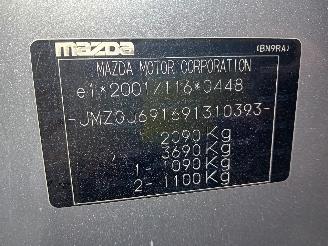 mazda
(BN9RA)
MAZDA MOTOR CORPORATION
e1*2001/116*0448
2090 Kg
3690 Kg
1- 1090 Kg
2- 1100 Kg